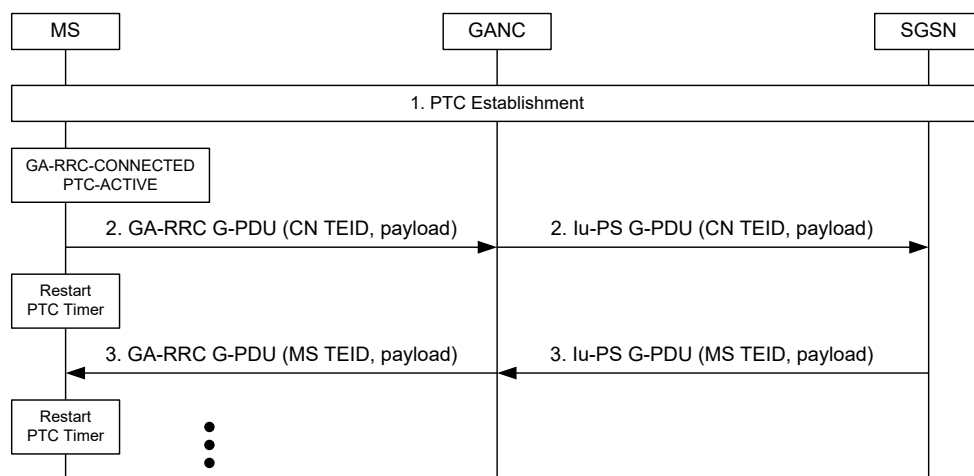 MS
GANC
SGSN
1. PTC Establishment
GA-RRC-CONNECTED
PTC-ACTIVE
2. GA-RRC G-PDU (CN TEID, payload)
2. Iu-PS G-PDU (CN TEID, payload)
Restart
PTC Timer
3. GA-RRC G-PDU (MS TEID, payload)
3. Iu-PS G-PDU (MS TEID, payload)
Restart
PTC Timer